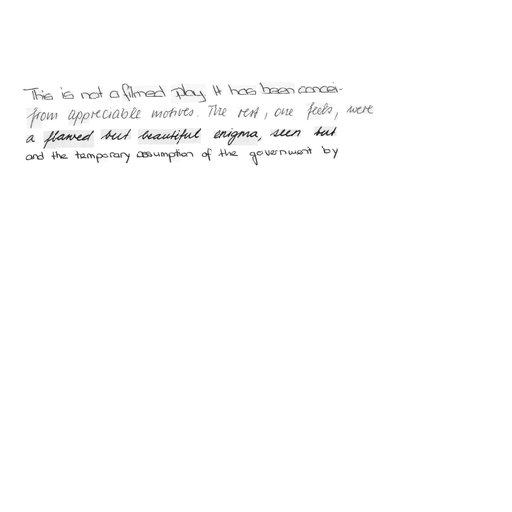 This is not a filmed play. It has been concei-
from appreciable motives. The rest, one feels, were
a flawed but beautiful enigma, seen but
and the temporary assumption of the government by